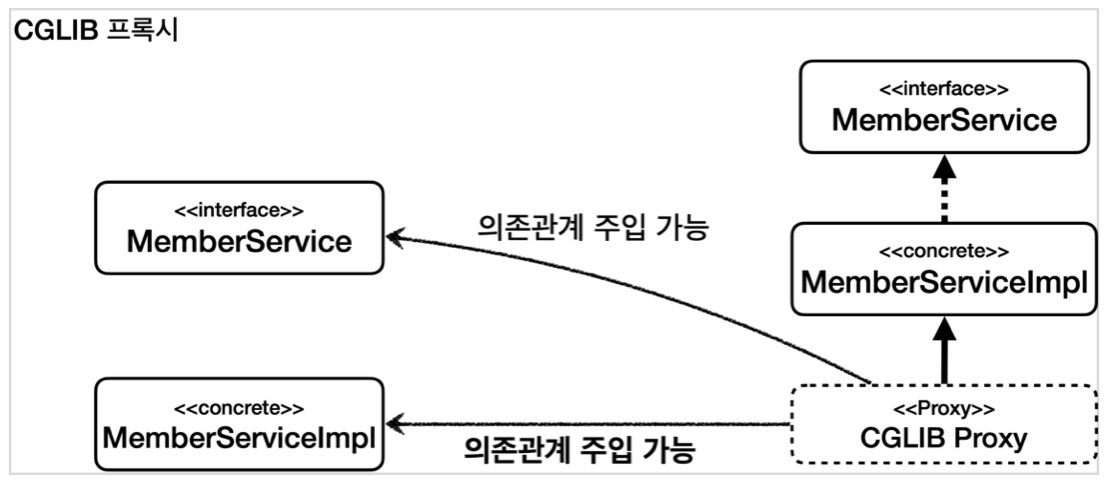 CGLIB 프록시
<<interface>>
MemberService
<<interface>>
MemberService
의존관계 주입 가능
<<concrete>>
MemberServiceImpl
<<concrete>>
MemberServiceImpl
의존관계 주입 가능
<<Proxy>>
CGLIB Proxy